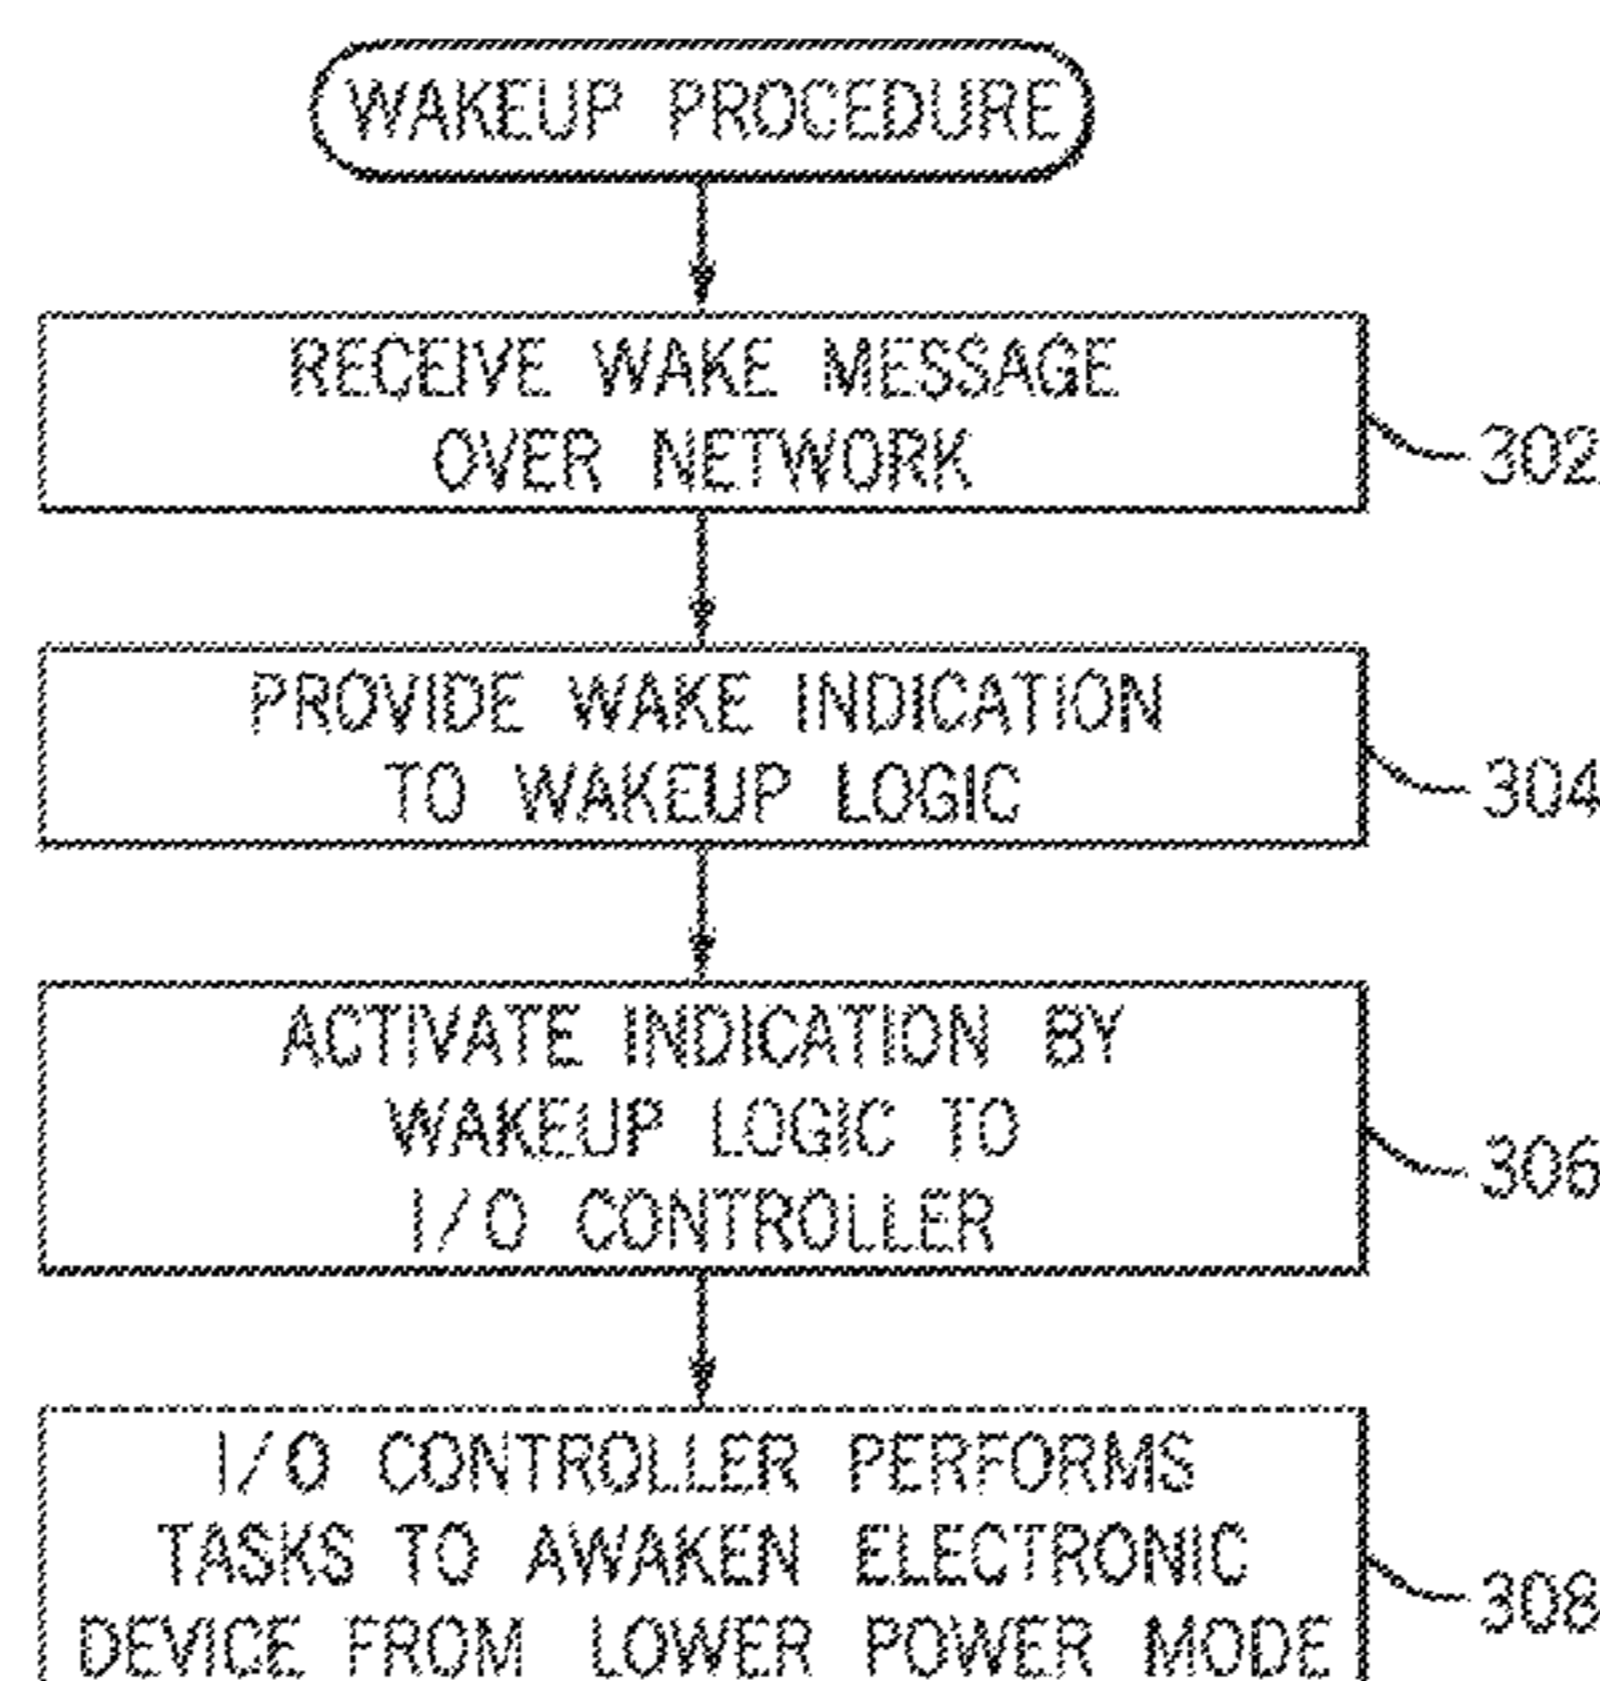 WAKEUP PROCEDURE
RECEIVE WAKE MESSAGE
OVER NETWORK
302
PROVIDE WAKE INDICATION
TO WAKEUP LOGIC
304
ACTIVATE INDICATION BY
WAKEUP LOGIC TO
I/O CONTROLLER
306
I/O CONTROLLER PERFORMS
TASKS TO AWAKEN ELECTRONIC
DEVICE FROM LOWER POWER MODE
308